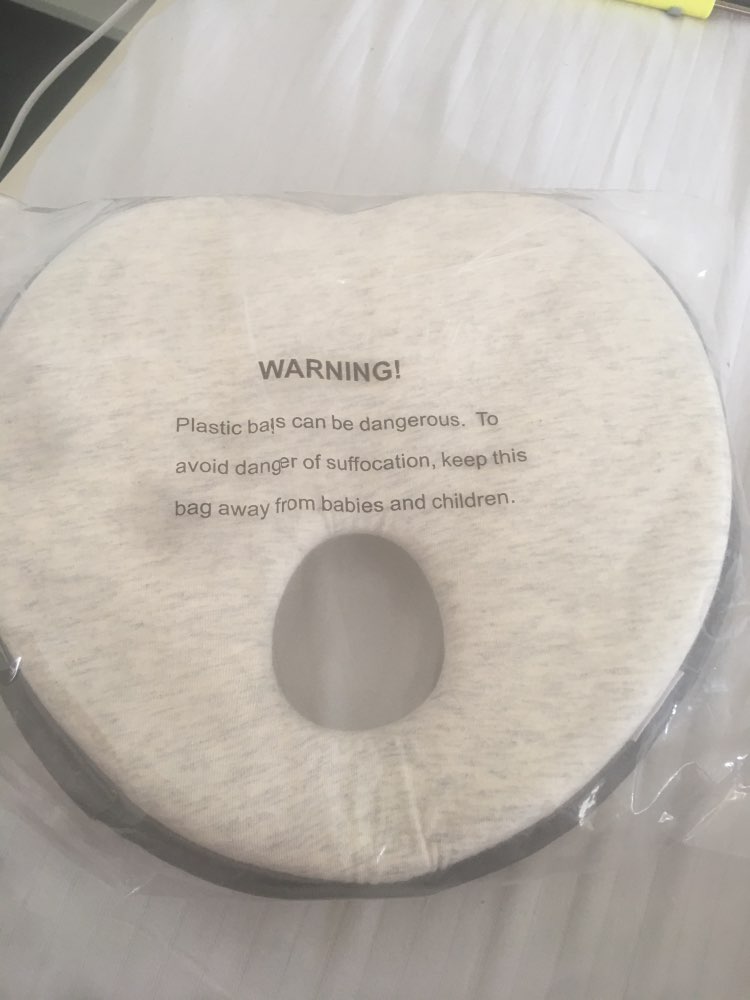 WARNING!
Plastic bags can be dangerous. To
avoid danger of suffocation, keep this
bag away from babies and children.